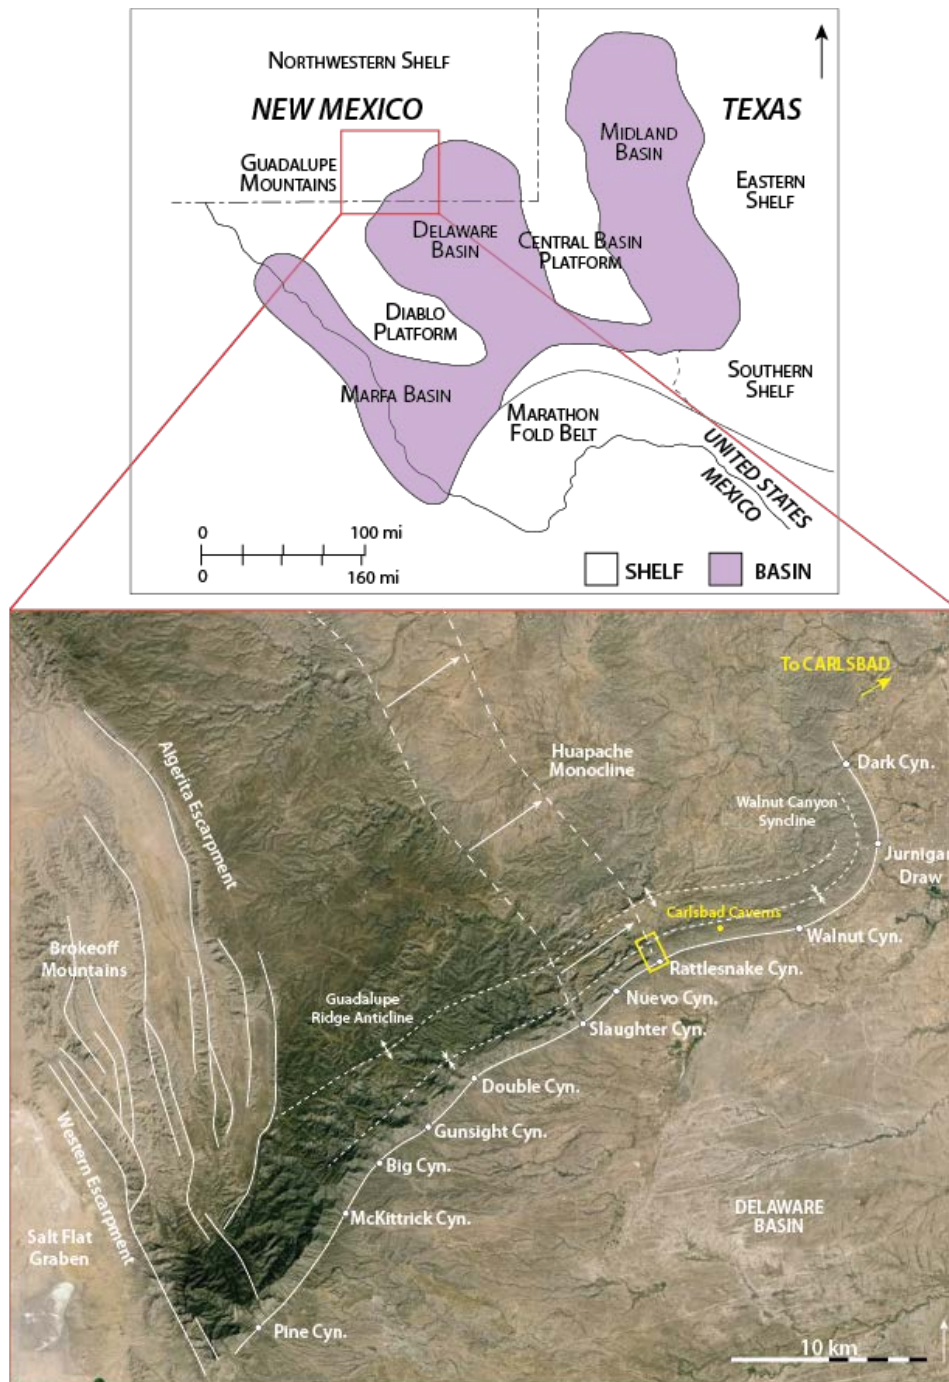 NORTHWESTERN SHELF
NEW MEXICO
TEXAS
MIDLAND
BASIN
GUADALUPE
MOUNTAINS
EASTERN
SHELF
DELAWARE
BASIN
CENTRAL BASIN
PLATFORM
DIABLO
PLATFORM
MARFA BASIN
SOUTHERN
SHELF
MARATHON
FOLD BELT
UNITED STATES
MEXICO
0 100 mi
0 160 mi
SHELF
BASIN
To CARLSBAD
Algerita Escarpment
Huapache
Monocline
Dark Cyn.
Walnut Canyon
Syncline
Jurnigan
Draw
Carlsbad Caverns
Walnut Cyn.
Brokeoff
Mountains
Rattlesnake Cyn.
Nuevo Cyn.
Guadalupe
Ridge Anticline
Slaughter Cyn.
Double Cyn.
Gunsight Cyn.
Big Cyn.
Western Escarpment
McKittrick Cyn.
DELAWARE
BASIN
Salt Flat
Graben
Pine Cyn.
10 km